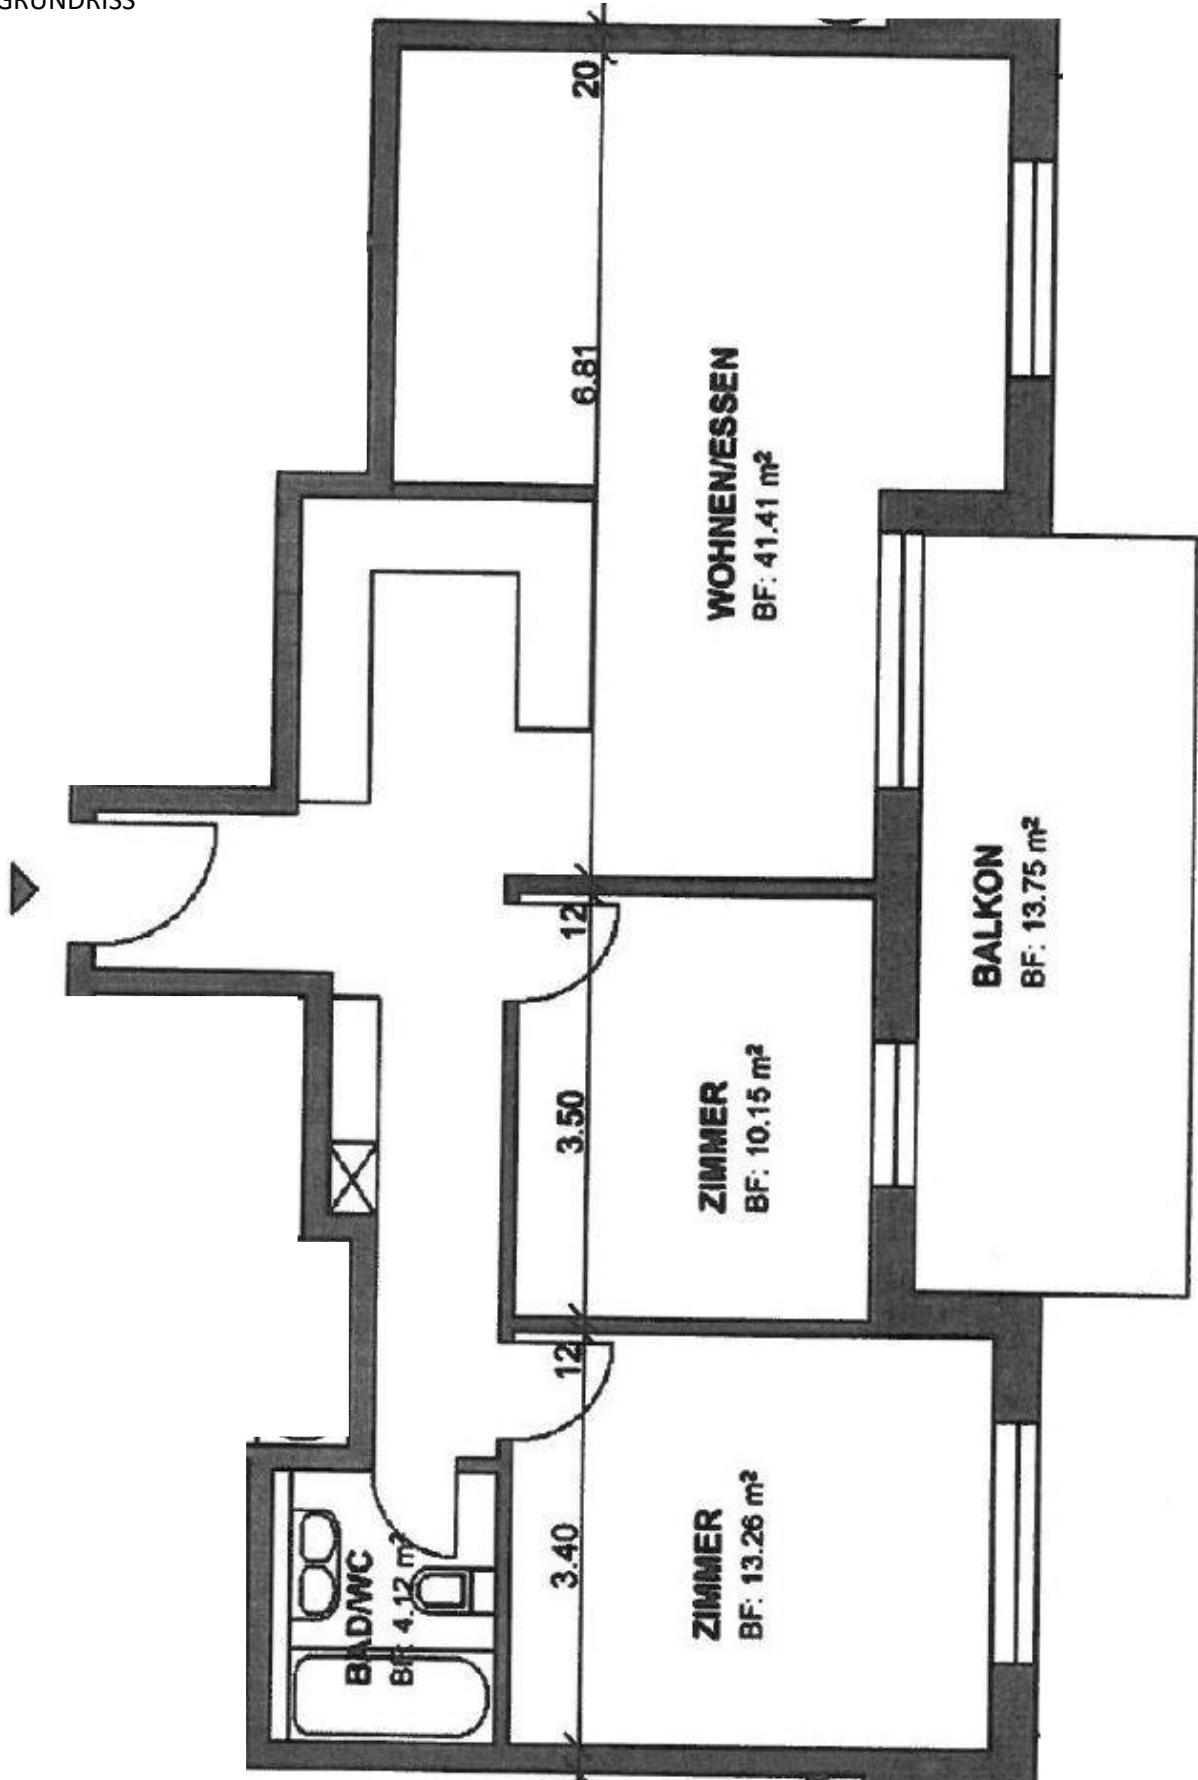 GRUNDRISS
20
6.81
WOHNEN/ESSEN
BF: 41.41 m²
12
3.50
ZIMMER
BF: 10.15 m²
BALKON
BF: 13.75 m²
12
3.40
ZIMMER
BF: 13.26 m²
BAD/WC
BF: 4.12 m²